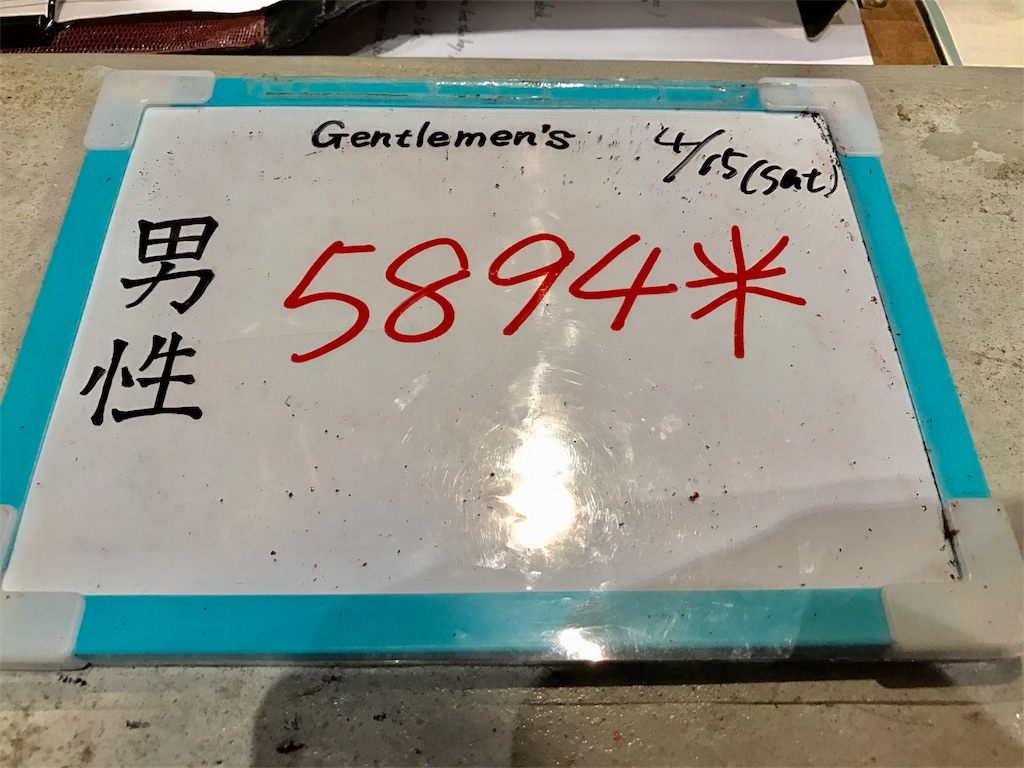 Gentlemen's 4/15(Sat)
男性
5894米